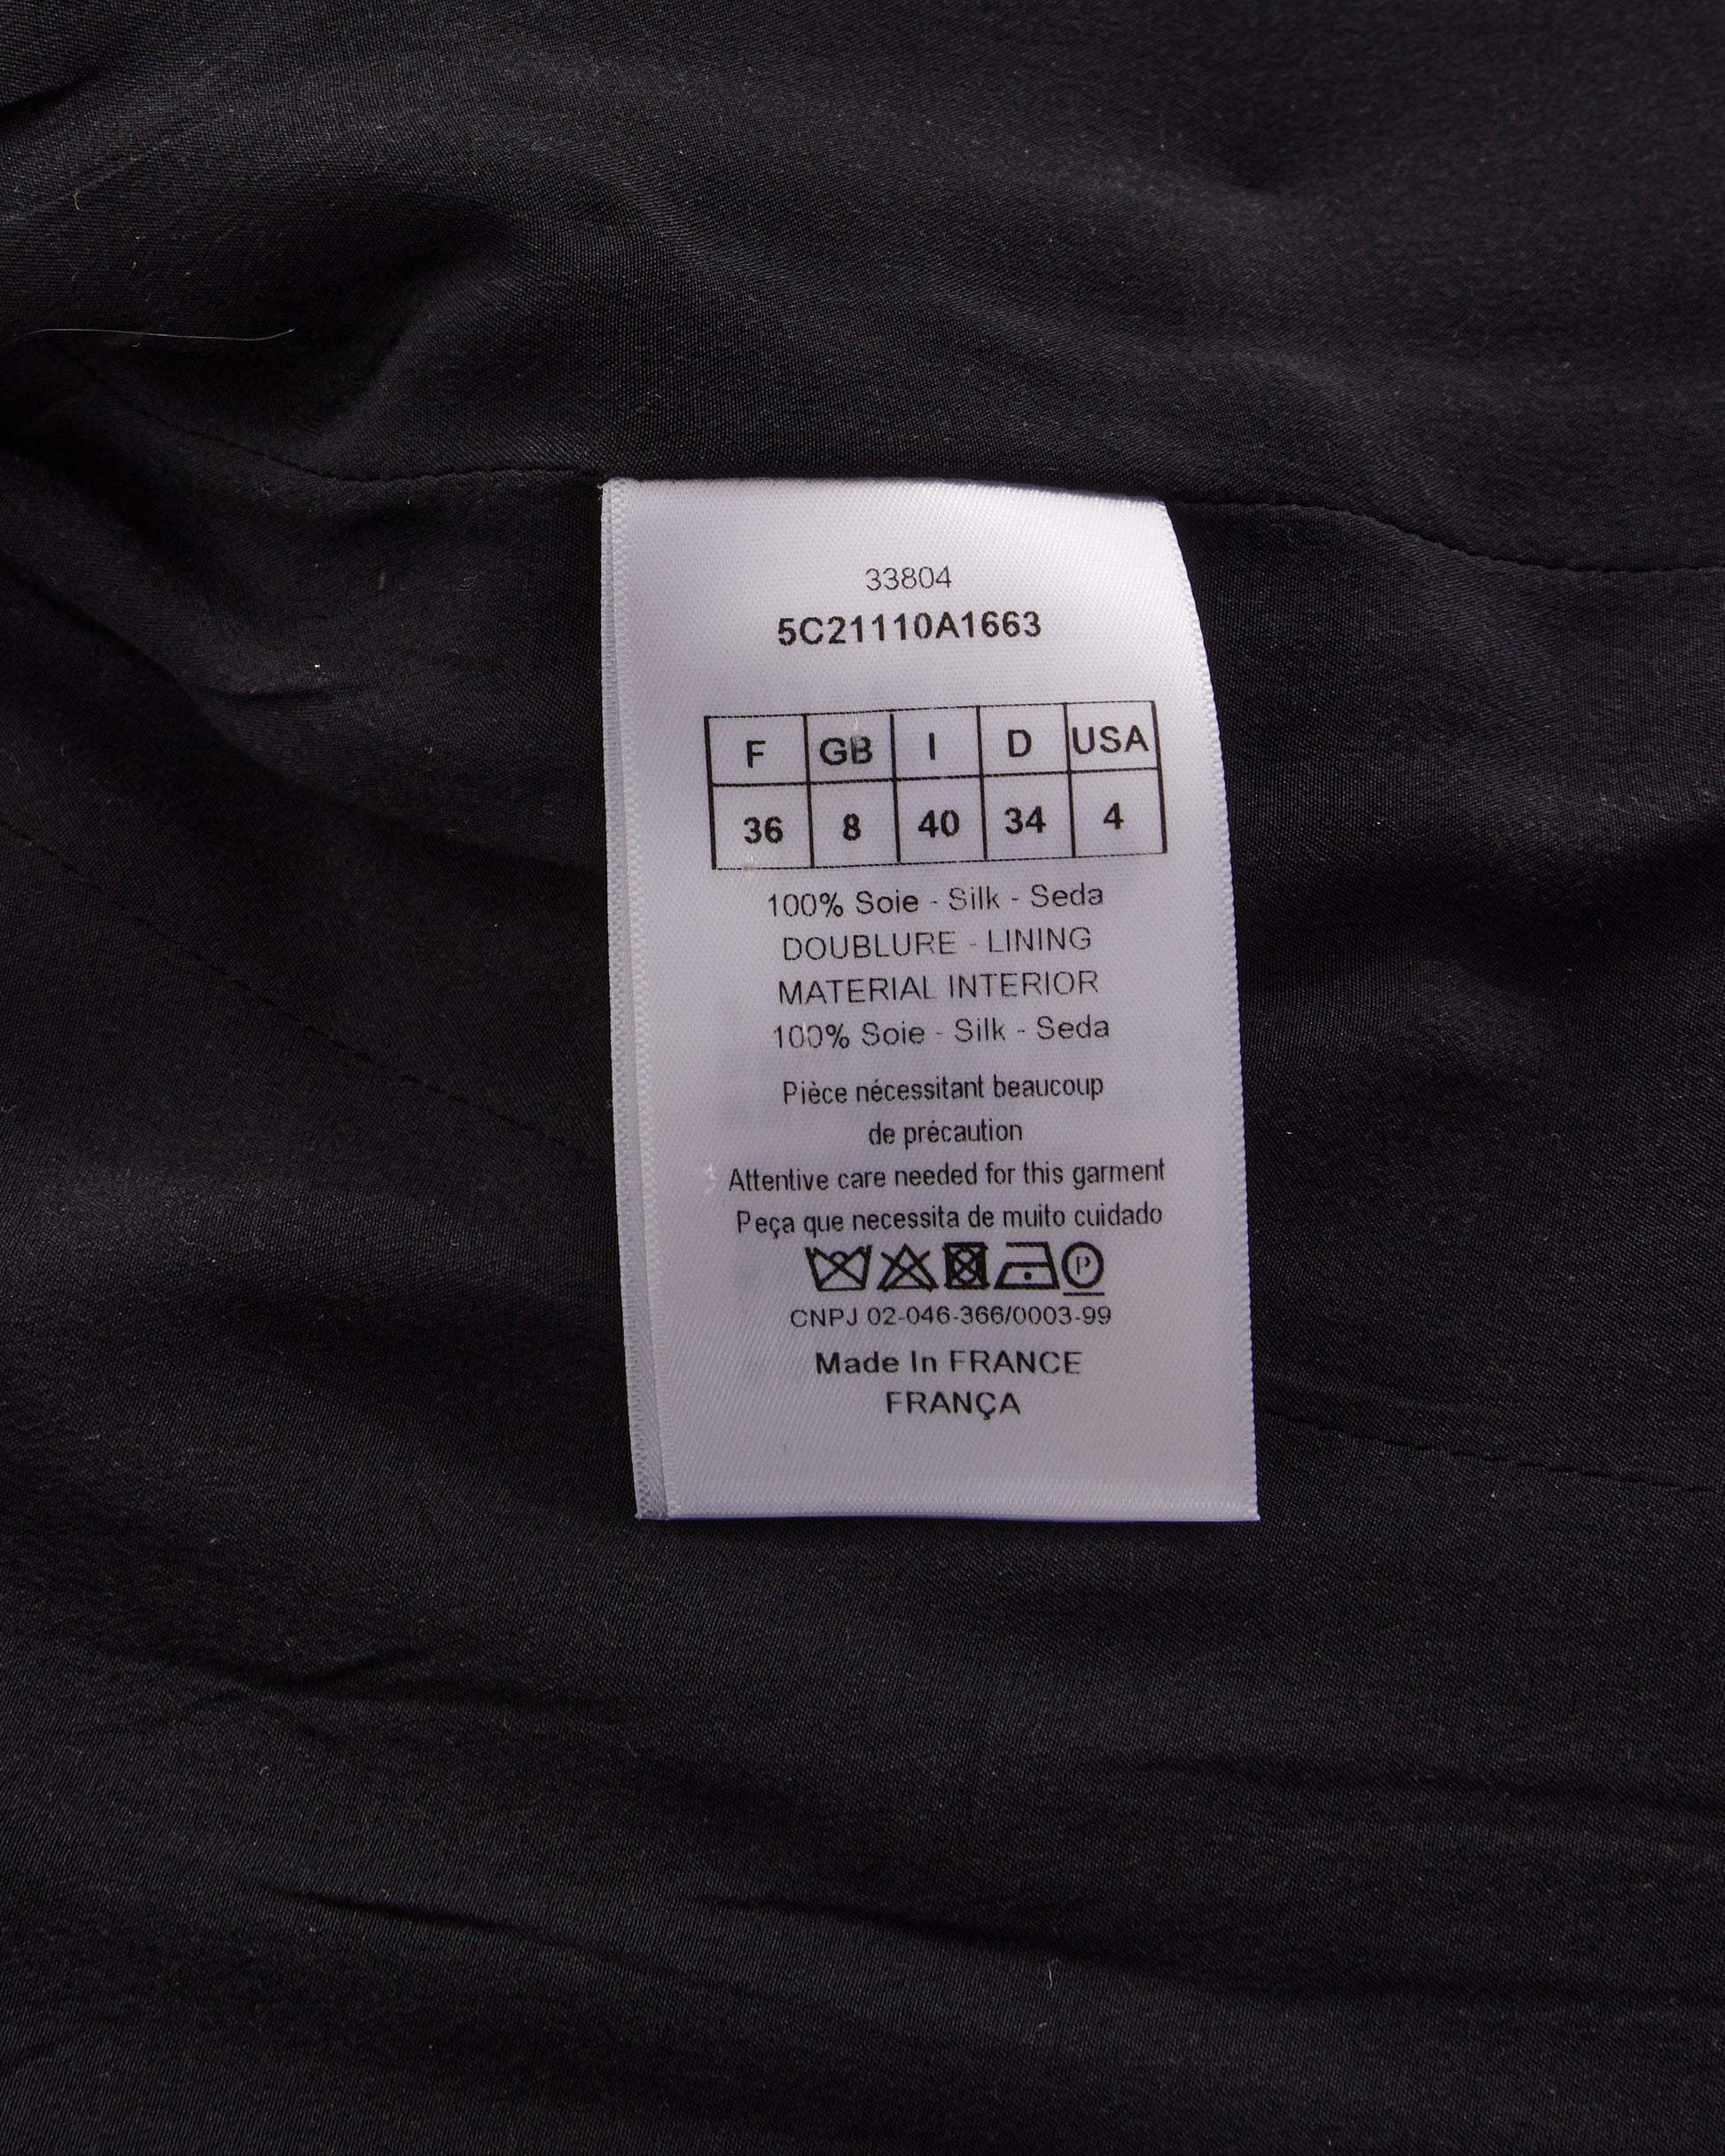 33804
5C21110A1663
F GB I D USA
36 8 40 34 4
100% Soie - Silk - Seda
DOUBLURE - LINING
MATERIAL INTERIOR
100% Soie - Silk - Seda
Pièce nécessitant beaucoup
de précaution
Attentive care needed for this garment
Peça que necessita de muito cuidado
P
CNPJ 02-046-366/0003-99
Made In FRANCE
FRANÇA